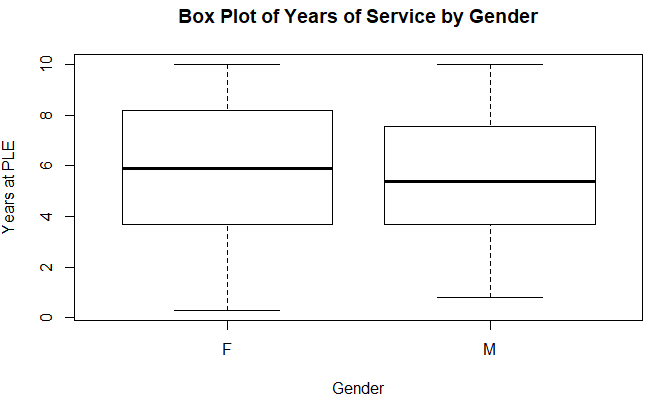 Box Plot of Years of Service by Gender
Years at PLE
10
8
6
4
2
0
F
M
Gender